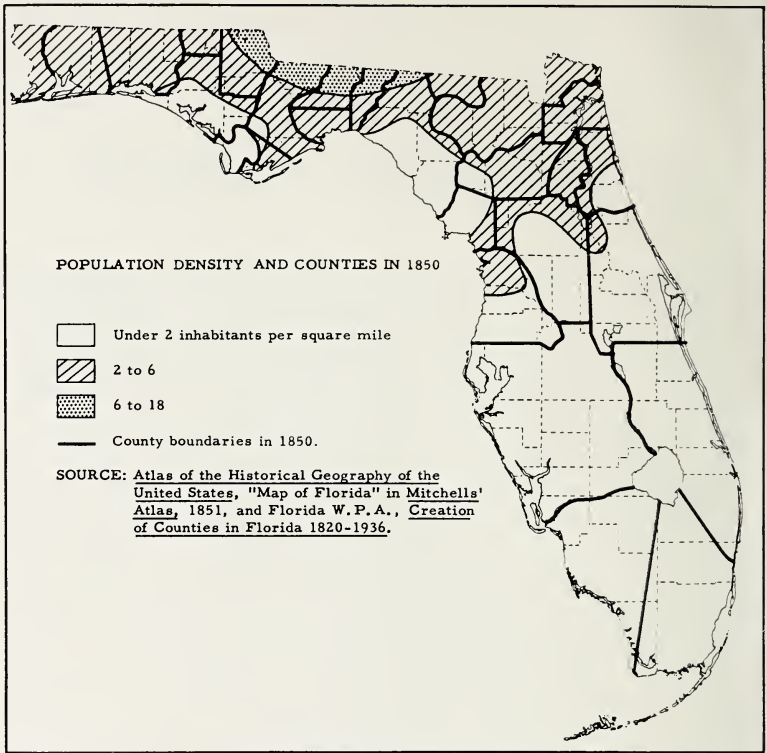 POPULATION DENSITY AND COUNTIES IN 1850
Under 2 inhabitants per square mile
2 to 6
6 to 18
County boundaries in 1850.
SOURCE: Atlas of the Historical Geography of the
United States, "Map of Florida" in Mitchells'
Atlas, 1851, and Florida W.P.A., Creation
of Counties in Florida 1820-1936.